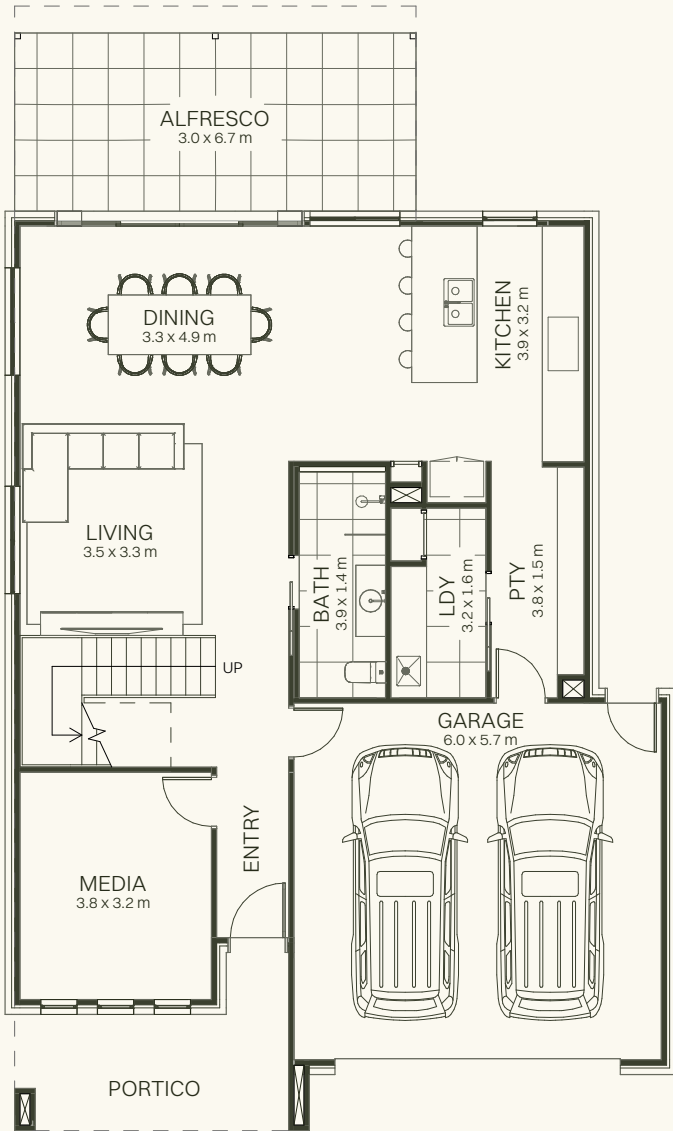 ALFRESCO
3.0 x 6.7 m
DINING
3.3 x 4.9 m
KITCHEN
3.9 x 3.2 m
LIVING
3.5 x 3.3 m
BATH
3.9 x 1.4 m
LDY
3.2 x 1.6 m
PTY
3.8 x 1.5 m
UP
GARAGE
6.0 x 5.7 m
ENTRY
MEDIA
3.8 x 3.2 m
PORTICO